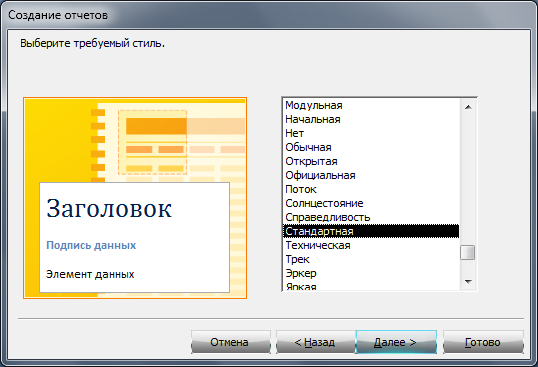 Создание отчетов
Выберите требуемый стиль.
Заголовок
Подпись данных
Элемент данных
Модульная
Начальная
Нет
Обычная
Открытая
Официальная
Поток
Солнцестояние
Справедливость
Стандартная
Техническая
Трек
Эркер
Яркая
Отмена
< Назад
Далее >
Готово